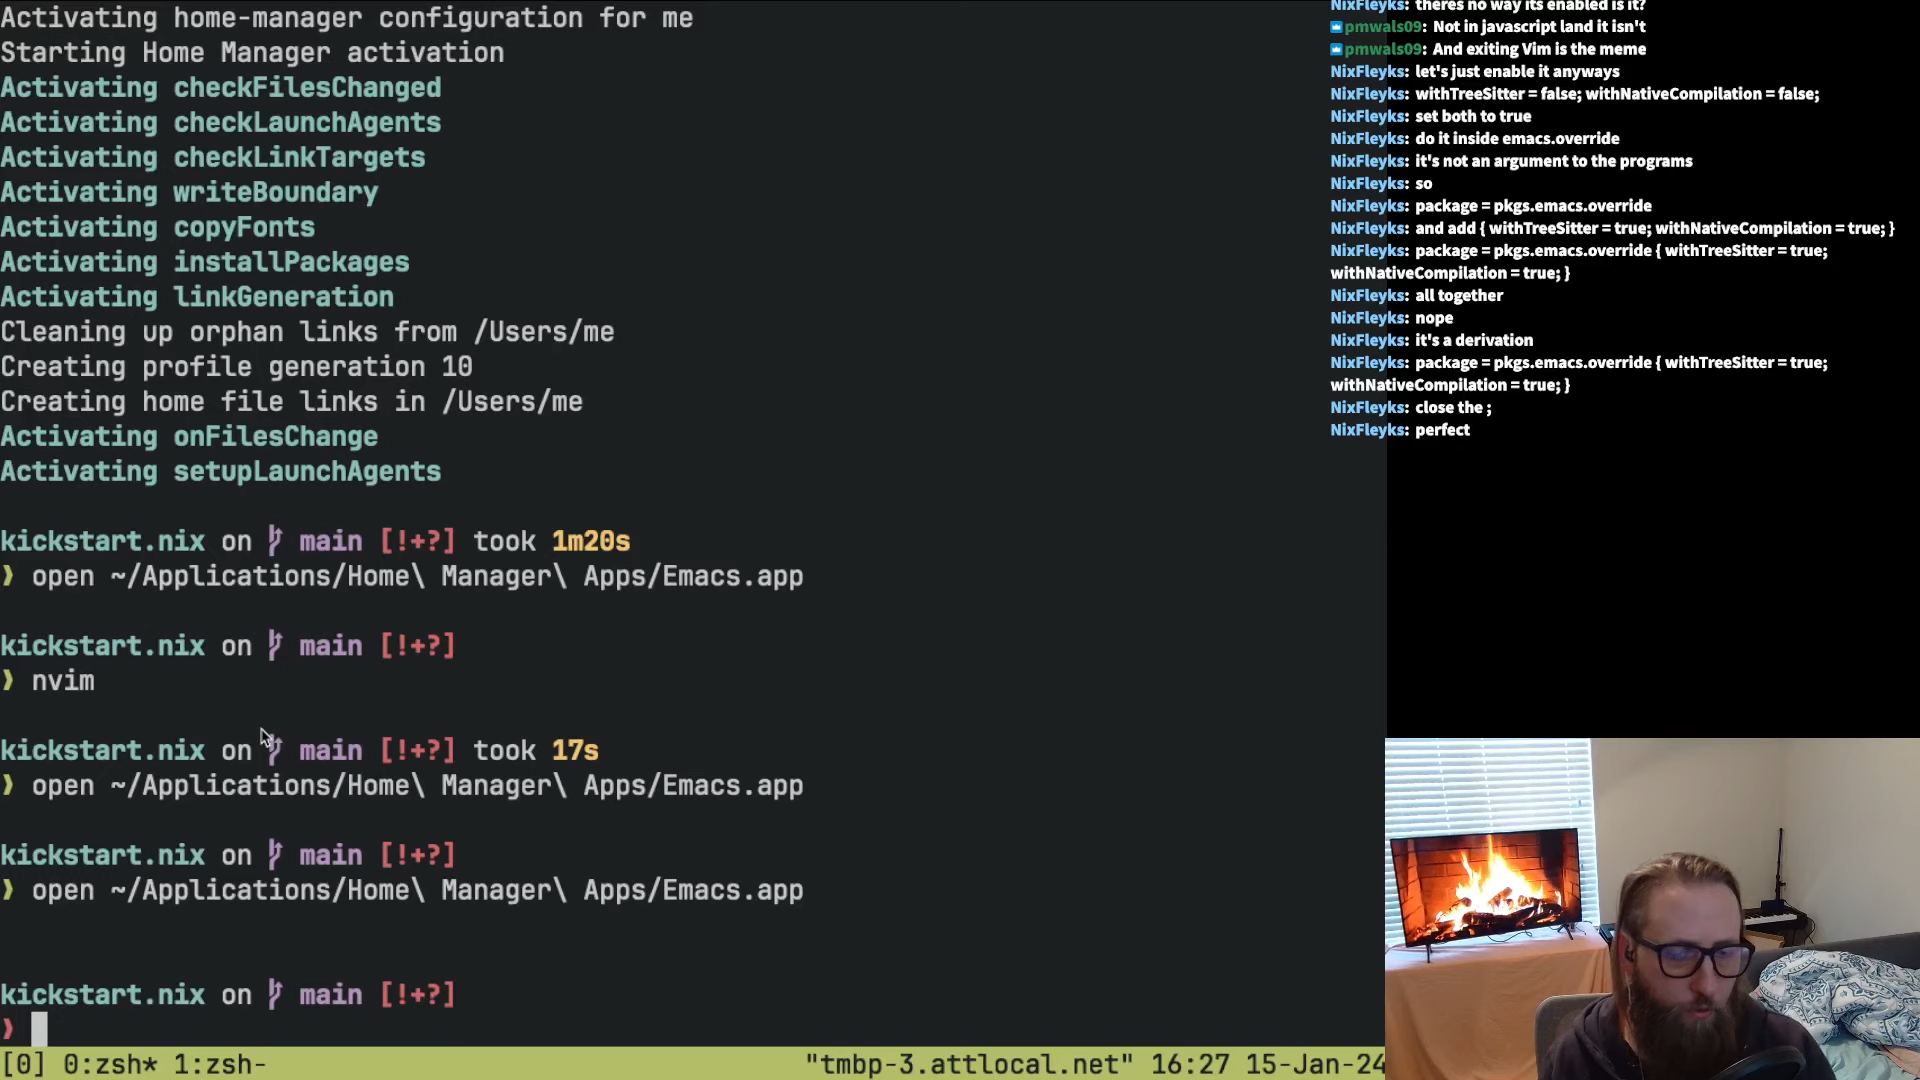 Activating home-manager configuration for me
Starting Home Manager activation
Activating checkFilesChanged
Activating checkLaunchAgents
Activating checkLinkTargets
Activating writeBoundary
Activating copyFonts
Activating installPackages
Activating linkGeneration
Cleaning up orphan links from /Users/me
Creating profile generation 10
Creating home file links in /Users/me
Activating onFilesChange
Activating setupLaunchAgents
kickstart.nix on main [!+?] took 1m20s
❯ open ~/Applications/Home\ Manager\ Apps/Emacs.app
kickstart.nix on main [!+?]
❯ nvim
kickstart.nix on main [!+?] took 17s
❯ open ~/Applications/Home\ Manager\ Apps/Emacs.app
kickstart.nix on main [!+?]
❯ open ~/Applications/Home\ Manager\ Apps/Emacs.app
kickstart.nix on main [!+?]
❯
[0] 0:zsh* 1:zsh- "tmbp-3.attlocal.net" 16:27 15-Jan-24
NixFleyks: theres no way its enabled is it?
pmwals09: Not in javascript land it isn't
pmwals09: And exiting Vim is the meme
NixFleyks: let's just enable it anyways
NixFleyks: withTreeSitter = false; withNativeCompilation = false;
NixFleyks: set both to true
NixFleyks: do it inside emacs.override
NixFleyks: it's not an argument to the programs
NixFleyks: so
NixFleyks: package = pkgs.emacs.override
NixFleyks: and add { withTreeSitter = true; withNativeCompilation = true; }
NixFleyks: package = pkgs.emacs.override { withTreeSitter = true;
withNativeCompilation = true; }
NixFleyks: all together
NixFleyks: nope
NixFleyks: it's a derivation
NixFleyks: package = pkgs.emacs.override { withTreeSitter = true;
withNativeCompilation = true; }
NixFleyks: close the ;
NixFleyks: perfect